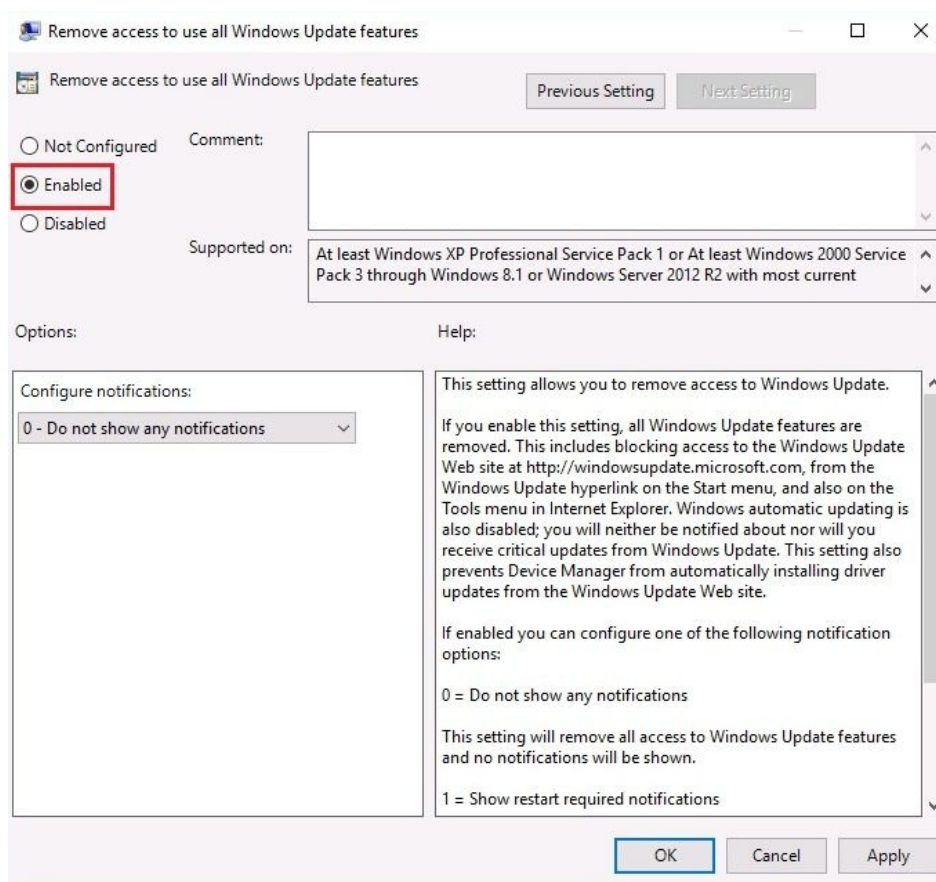 Remove access to use all Windows Update features
Remove access to use all Windows Update features
Previous Setting
Next Setting
Not Configured
Comment:
Enabled
Disabled
Supported on:
At least Windows XP Professional Service Pack 1 or At least Windows 2000 Service
Pack 3 through Windows 8.1 or Windows Server 2012 R2 with most current
Options:
Help:
Configure notifications:
0 - Do not show any notifications
This setting allows you to remove access to Windows Update.
If you enable this setting, all Windows Update features are
removed. This includes blocking access to the Windows Update
Web site at http://windowsupdate.microsoft.com, from the
Windows Update hyperlink on the Start menu, and also on the
Tools menu in Internet Explorer. Windows automatic updating is
also disabled; you will neither be notified about nor will you
receive critical updates from Windows Update. This setting also
prevents Device Manager from automatically installing driver
updates from the Windows Update Web site.
If enabled you can configure one of the following notification
options:
0 = Do not show any notifications
This setting will remove all access to Windows Update features
and no notifications will be shown.
1 = Show restart required notifications
OK
Cancel
Apply